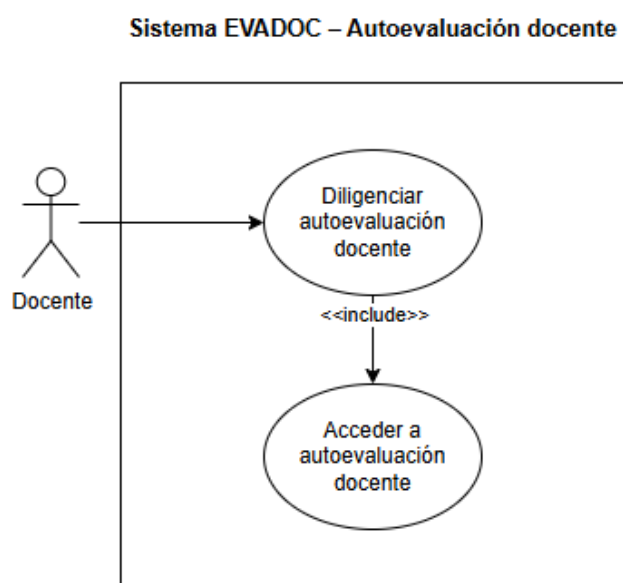 Sistema EVADOC – Autoevaluación docente
Diligenciar
autoevaluación
docente
Docente
<<include>>
Acceder a
autoevaluación
docente